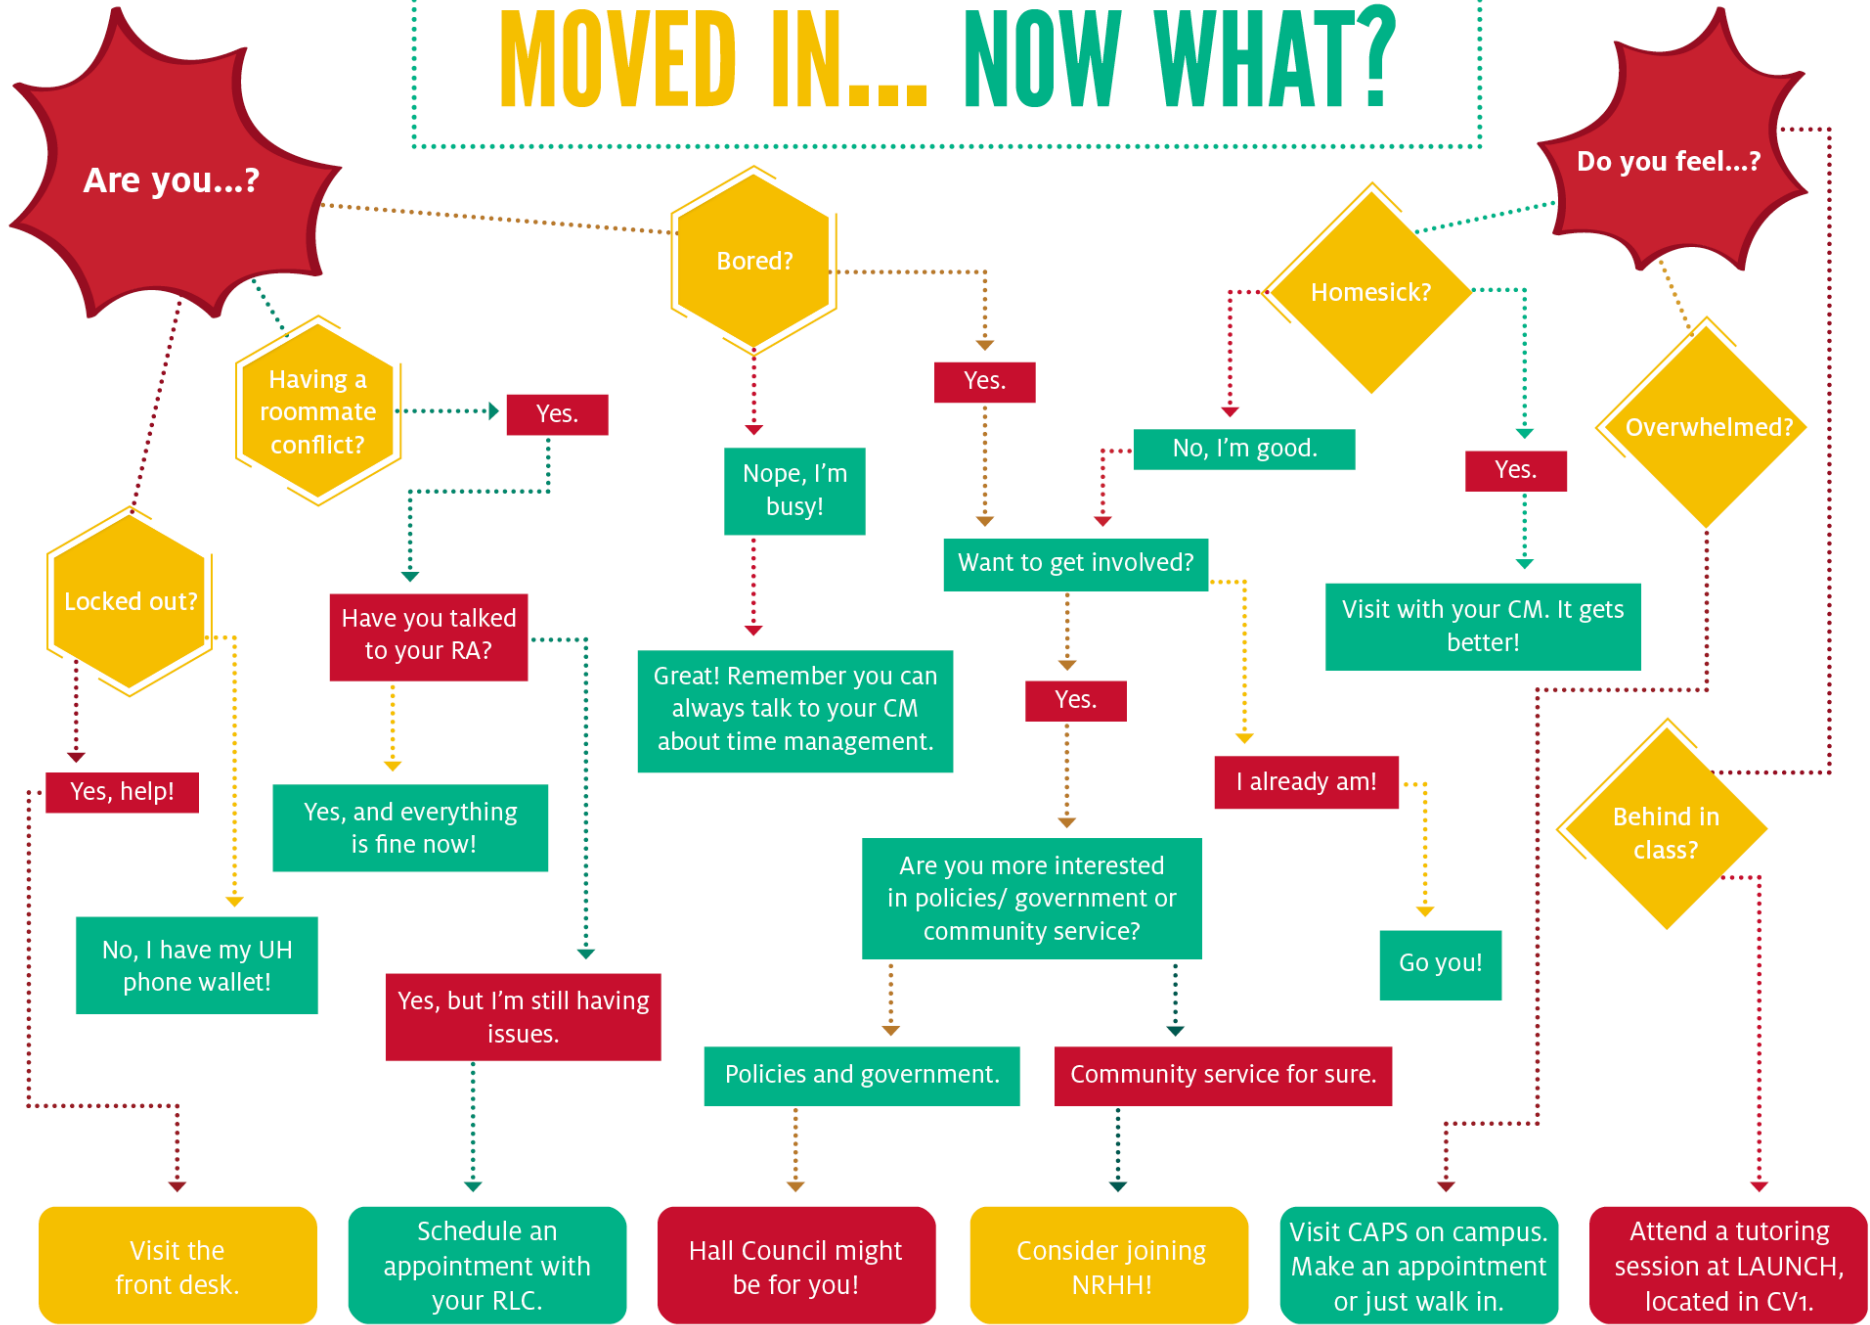 MOVED IN... NOW WHAT?
Are you...?
Do you feel...?
Bored?
Homesick?
Having a
roommate
conflict?
Yes.
Yes.
Overwhelmed?
No, I'm good.
Yes.
Nope, I'm
busy!
Want to get involved?
Locked out?
Have you talked
to your RA?
Visit with your CM. It gets
better!
Great! Remember you can
always talk to your CM
about time management.
Yes.
Yes, help!
I already am!
Yes, and everything
is fine now!
Behind in
class?
Are you more interested
in policies/ government or
community service?
No, I have my UH
phone wallet!
Go you!
Yes, but I'm still having
issues.
Policies and government.
Community service for sure.
Visit the
front desk.
Schedule an
appointment with
your RLC.
Hall Council might
be for you!
Consider joining
NRHH!
Visit CAPS on campus.
Make an appointment
or just walk in.
Attend a tutoring
session at LAUNCH,
located in CV1.